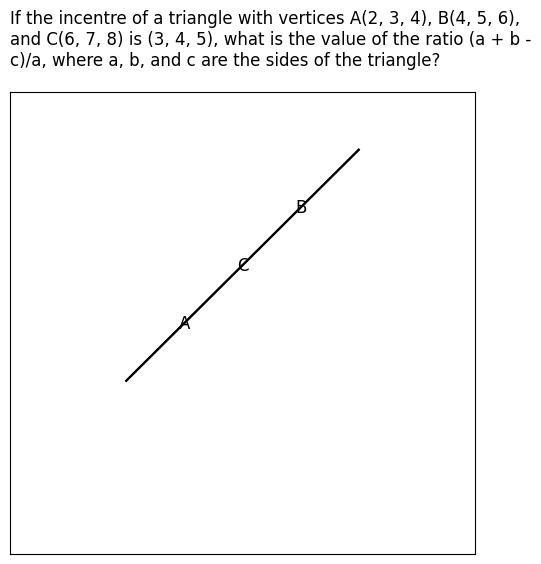 If the incentre of a triangle with vertices A(2, 3, 4), B(4, 5, 6),
and C(6, 7, 8) is (3, 4, 5), what is the value of the ratio (a + b -
c)/a, where a, b, and c are the sides of the triangle?
B
C
A